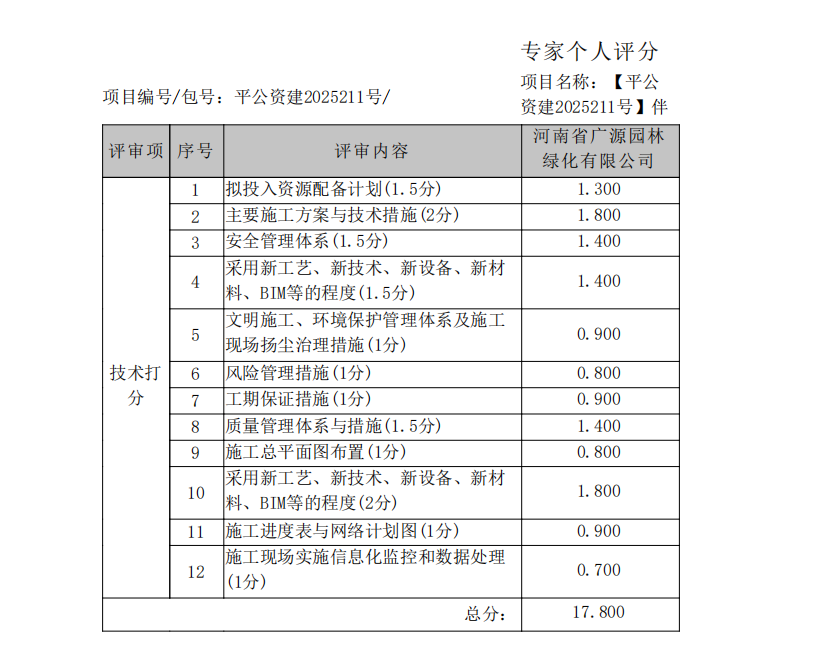 专家个人评分
项目编号/包号：平公资建2025211号/
项目名称：【平公
资建2025211号】伴
评审项 序号 评审内容 河南省广源园林
绿化有限公司
技术打
分
1 拟投入资源配备计划(1.5分) 1.300
2 主要施工方案与技术措施(2分) 1.800
3 安全管理体系(1.5分) 1.400
4 采用新工艺、新技术、新设备、新材
料、BIM等的程度(1.5分) 1.400
5 文明施工、环境保护管理体系及施工
现场扬尘治理措施(1分) 0.900
6 风险管理措施(1分) 0.800
7 工期保证措施(1分) 0.900
8 质量管理体系与措施(1.5分) 1.400
9 施工总平面图布置(1分) 0.800
10 采用新工艺、新技术、新设备、新材
料、BIM等的程度(2分) 1.800
11 施工进度表与网络计划图(1分) 0.900
12 施工现场实施信息化监控和数据处理
(1分) 0.700
总分： 17.800